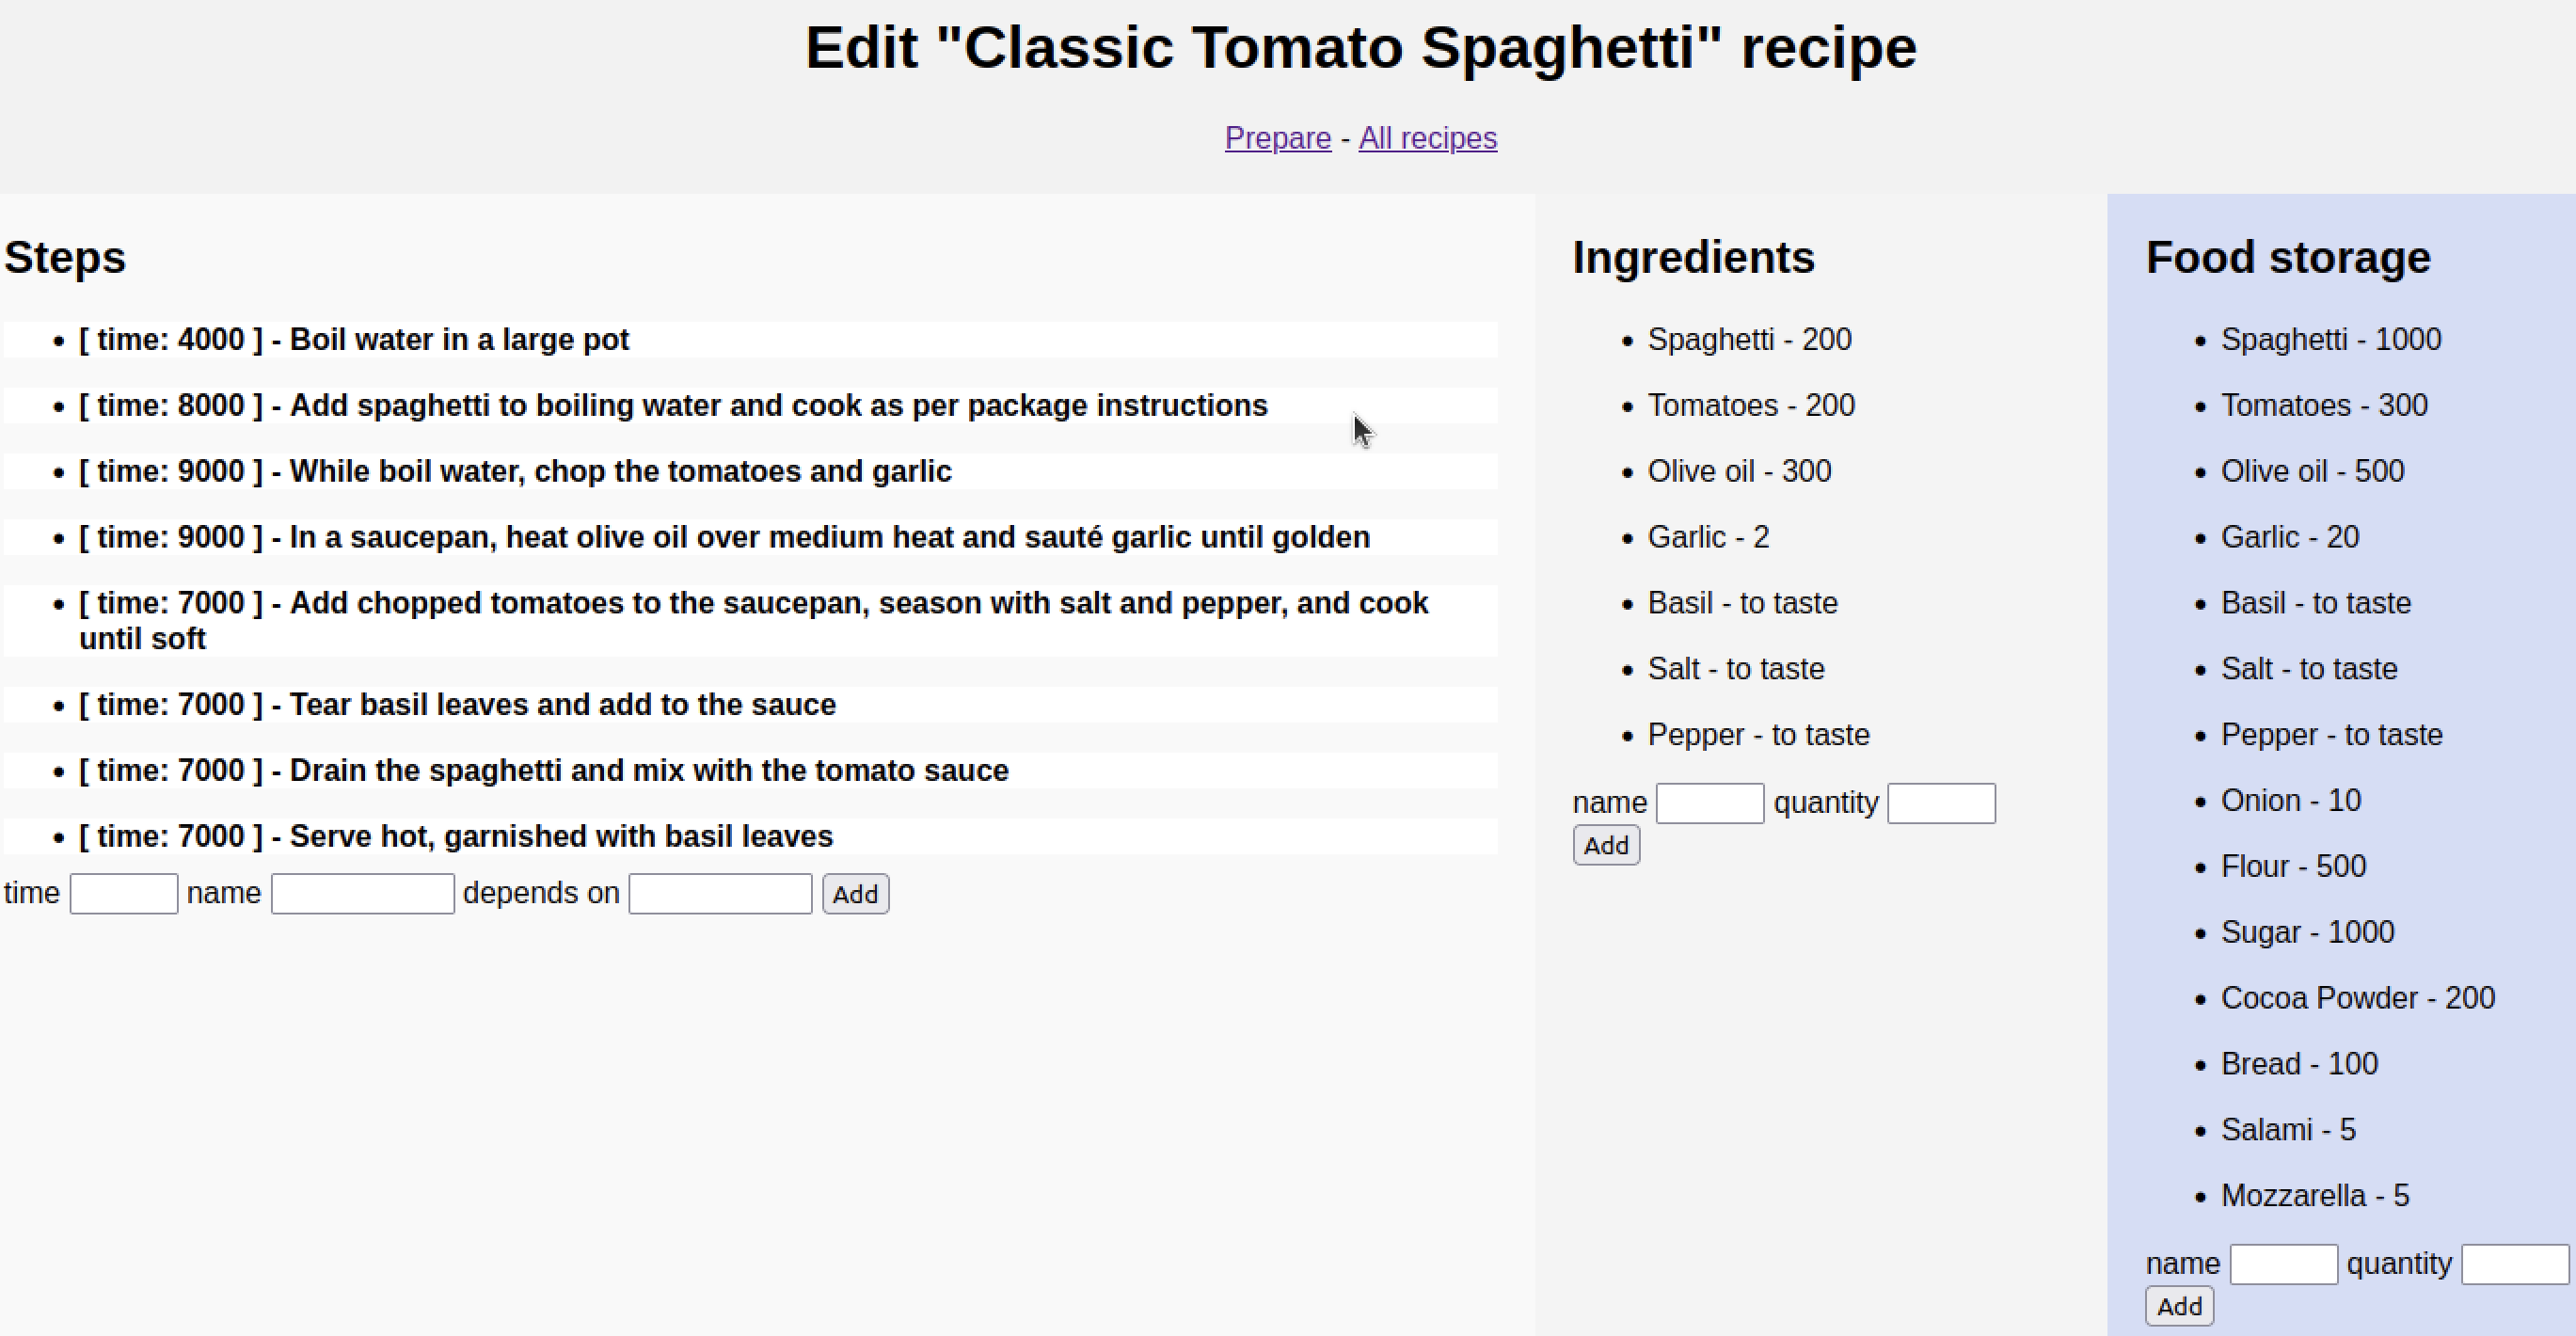 Edit "Classic Tomato Spaghetti" recipe
Prepare - All recipes
Steps
• [ time: 4000 ] - Boil water in a large pot
• [ time: 8000 ] - Add spaghetti to boiling water and cook as per package instructions
• [ time: 9000 ] - While boil water, chop the tomatoes and garlic
• [ time: 9000 ] - In a saucepan, heat olive oil over medium heat and sauté garlic until golden
• [ time: 7000 ] - Add chopped tomatoes to the saucepan, season with salt and pepper, and cook
until soft
• [ time: 7000 ] - Tear basil leaves and add to the sauce
• [ time: 7000 ] - Drain the spaghetti and mix with the tomato sauce
• [ time: 7000 ] - Serve hot, garnished with basil leaves
time name depends on Add
Ingredients
• Spaghetti - 200
• Tomatoes - 200
• Olive oil - 300
• Garlic - 2
• Basil - to taste
• Salt - to taste
• Pepper - to taste
name quantity
Add
Food storage
• Spaghetti - 1000
• Tomatoes - 300
• Olive oil - 500
• Garlic - 20
• Basil - to taste
• Salt - to taste
• Pepper - to taste
• Onion - 10
• Flour - 500
• Sugar - 1000
• Cocoa Powder - 200
• Bread - 100
• Salami - 5
• Mozzarella - 5
name quantity
Add